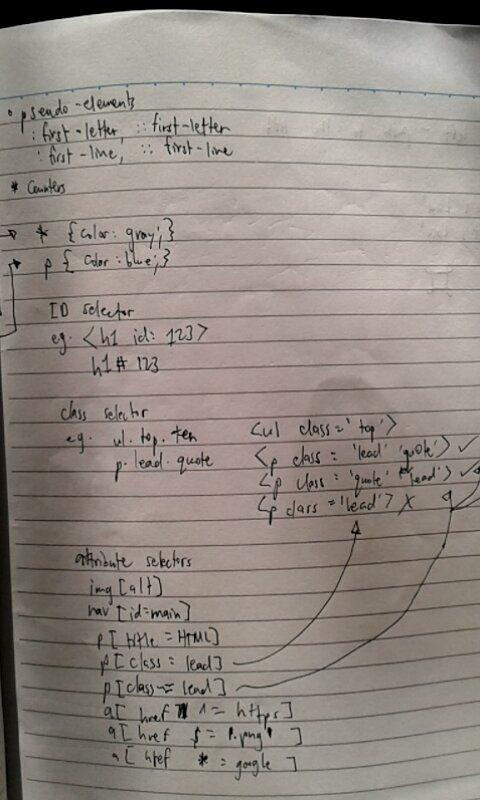 • pseudo-elements
: first-letter, :: first-letter
: first-line, :: first-line
* Counters
* {color: gray;}
p { color: blue;}
ID selector
eg. <h1 id: 123>
h1 # 123
class selector
eg. ul. top. ten
p. lead. quote
<ul class='top'>
<p class = 'lead' 'quote'> ✓
<p class = 'quote' 'lead'> ✓
<p class = 'lead'> X
attribute selectors
img [alt]
nav [id=main]
p[ title = HTML]
p[class = lead]
p[class~= lead]
a[ href ^= https]
a[ href $ = ".png" ]
a[ href * = google ]